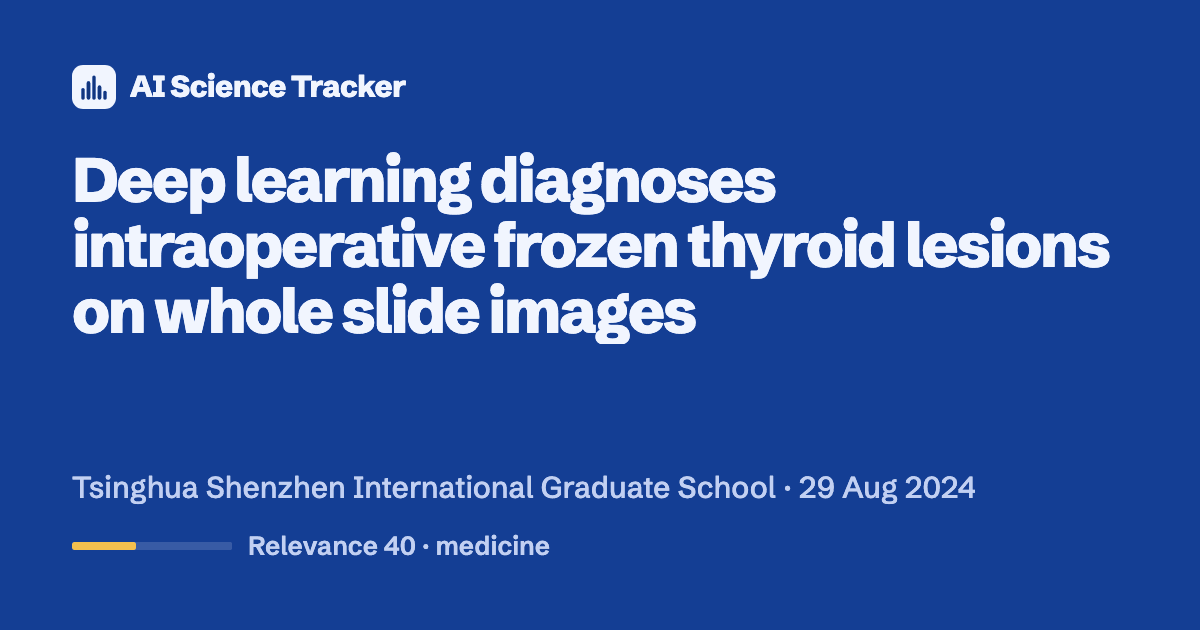 AI Science Tracker
Deep learning diagnoses
intraoperative frozen thyroid lesions
on whole slide images
Tsinghua Shenzhen International Graduate School · 29 Aug 2024
Relevance 40 · medicine